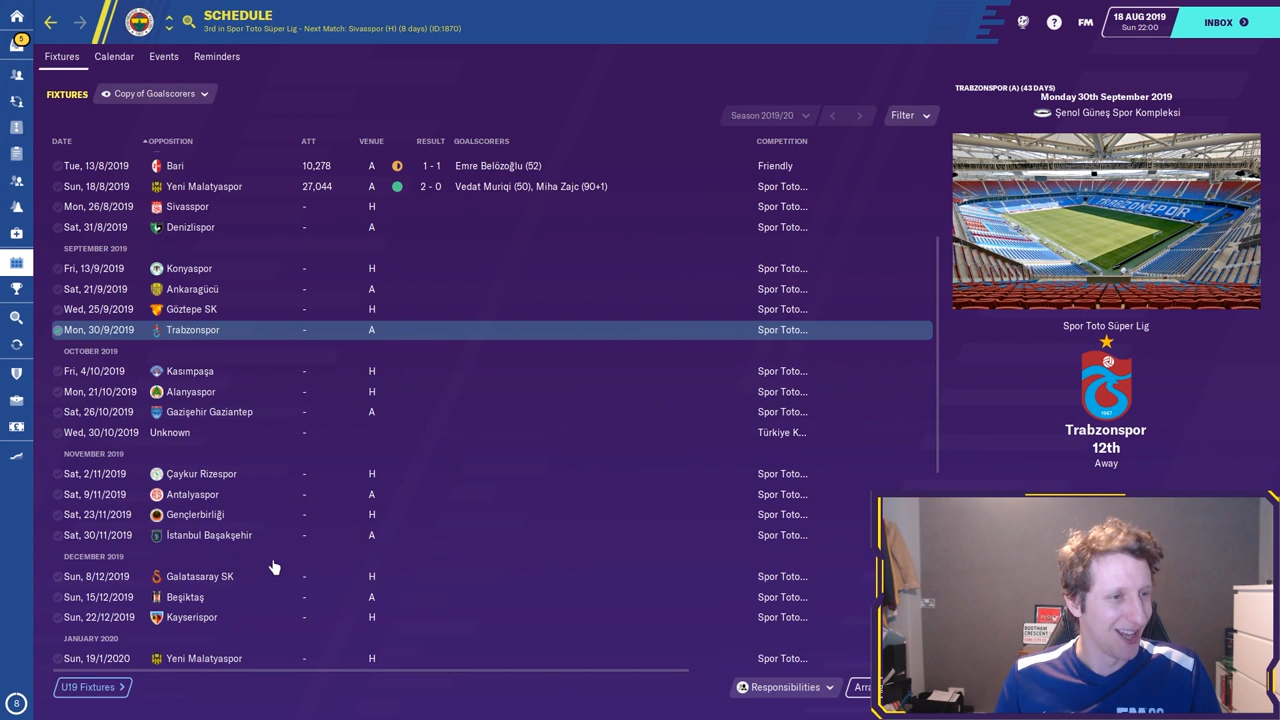 SCHEDULE
3rd in Spor Toto Süper Lig - Next Match: Sivasspor (H) (8 days) (ID:1870)
FM
18 AUG 2019
Sun 22:00
INBOX
5
Fixtures Calendar Events Reminders
FIXTURES Copy of Goalscorers
Season 2019/20 Filter
DATE OPPOSITION ATT VENUE RESULT GOALSCORERS COMPETITION
Tue, 13/8/2019 Bari 10,278 A 1 - 1 Emre Belözoğlu (52) Friendly
Sun, 18/8/2019 Yeni Malatyaspor 27,044 A 2 - 0 Vedat Muriqi (50), Miha Zajc (90+1) Spor Toto...
Mon, 26/8/2019 Sivasspor - H Spor Toto...
Sat, 31/8/2019 Denizlispor - A Spor Toto...
SEPTEMBER 2019
Fri, 13/9/2019 Konyaspor - H Spor Toto...
Sat, 21/9/2019 Ankaragücü - A Spor Toto...
Wed, 25/9/2019 Göztepe SK - H Spor Toto...
Mon, 30/9/2019 Trabzonspor - A Spor Toto...
OCTOBER 2019
Fri, 4/10/2019 Kasımpaşa - H Spor Toto...
Mon, 21/10/2019 Alanyaspor - H Spor Toto...
Sat, 26/10/2019 Gazişehir Gaziantep - A Spor Toto...
Wed, 30/10/2019 Unknown - Türkiye K...
NOVEMBER 2019
Sat, 2/11/2019 Çaykur Rizespor - H Spor Toto...
Sat, 9/11/2019 Antalyaspor - A Spor Toto...
Sat, 23/11/2019 Gençlerbirliği - H Spor Toto...
Sat, 30/11/2019 İstanbul Başakşehir - A Spor Toto...
DECEMBER 2019
Sun, 8/12/2019 Galatasaray SK - H Spor Toto...
Sun, 15/12/2019 Beşiktaş - A Spor Toto...
Sun, 22/12/2019 Kayserispor - H Spor Toto...
JANUARY 2020
Sun, 19/1/2020 Yeni Malatyaspor - H Spor Toto...
U19 Fixtures Responsibilities Arra
8
TRABZONSPOR (A) (43 DAYS)
Monday 30th September 2019
Şenol Güneş Spor Kompleksi
TRABZONSPOR
Spor Toto Süper Lig
1967
Trabzonspor
12th
Away
BOOTHAM
CRESCENT